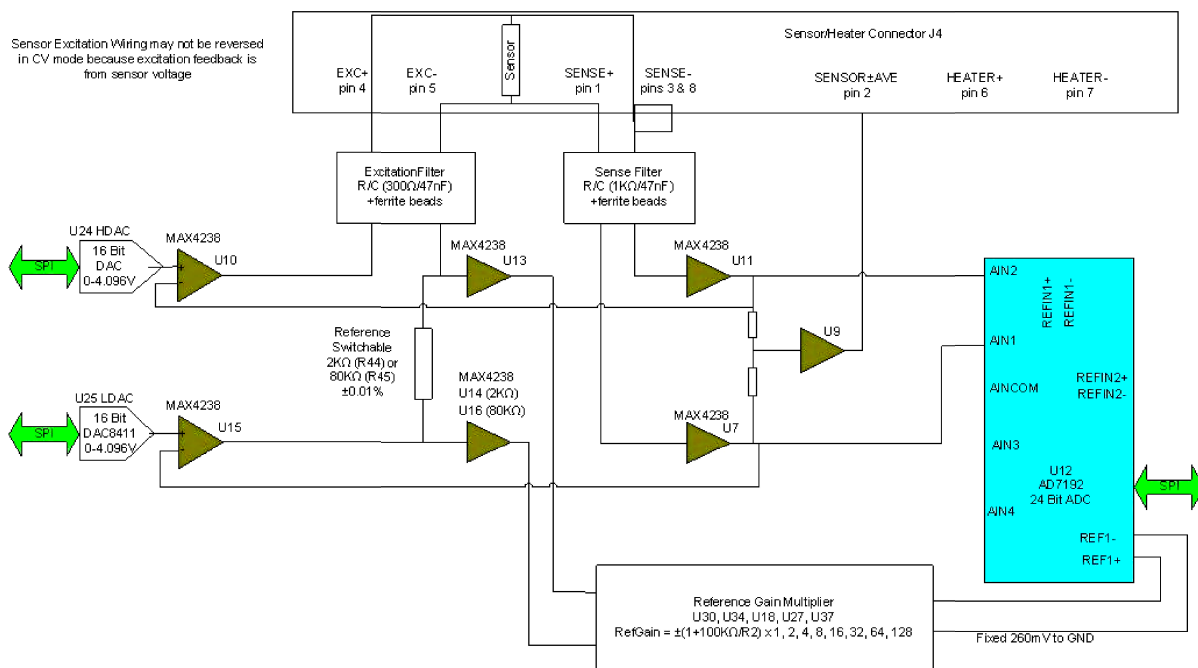 Sensor Excitation Wiring may not be reversed
in CV mode because excitation feedback is
from sensor voltage
Sensor/Heater Connector J4
Sensor
EXC+
pin 4
EXC-
pin 5
SENSE+
pin 1
SENSE-
pins 3 & 8
SENSOR±AVE
pin 2
HEATER+
pin 6
HEATER-
pin 7
ExcitationFilter
R/C (300Ω/47nF)
+ferrite beads
Sense Filter
R/C (1KΩ/47nF)
+ferrite beads
U24 HDAC
SPI
16 Bit
DAC
0-4.096V
MAX4238
+
-
U10
MAX4238
U13
MAX4238
U11
U9
Reference
Switchable
2KΩ (R44) or
80KΩ (R45)
±0.01%
MAX4238
U14 (2KΩ)
U16 (80KΩ)
U25 LDAC
SPI
16 Bit
DAC8411
0-4.096V
MAX4238
+
-
U15
MAX4238
U7
AIN2
REFIN1+
REFIN1-
AIN1
AINCOM
REFIN2+
REFIN2-
AIN3
U12
AD7192
24 Bit ADC
AIN4
SPI
REF1-
REF1+
Reference Gain Multiplier
U30, U34, U18, U27, U37
RefGain = ±(1+100KΩ/R2) x 1, 2, 4, 8, 16, 32, 64, 128
Fixed 260mV to GND